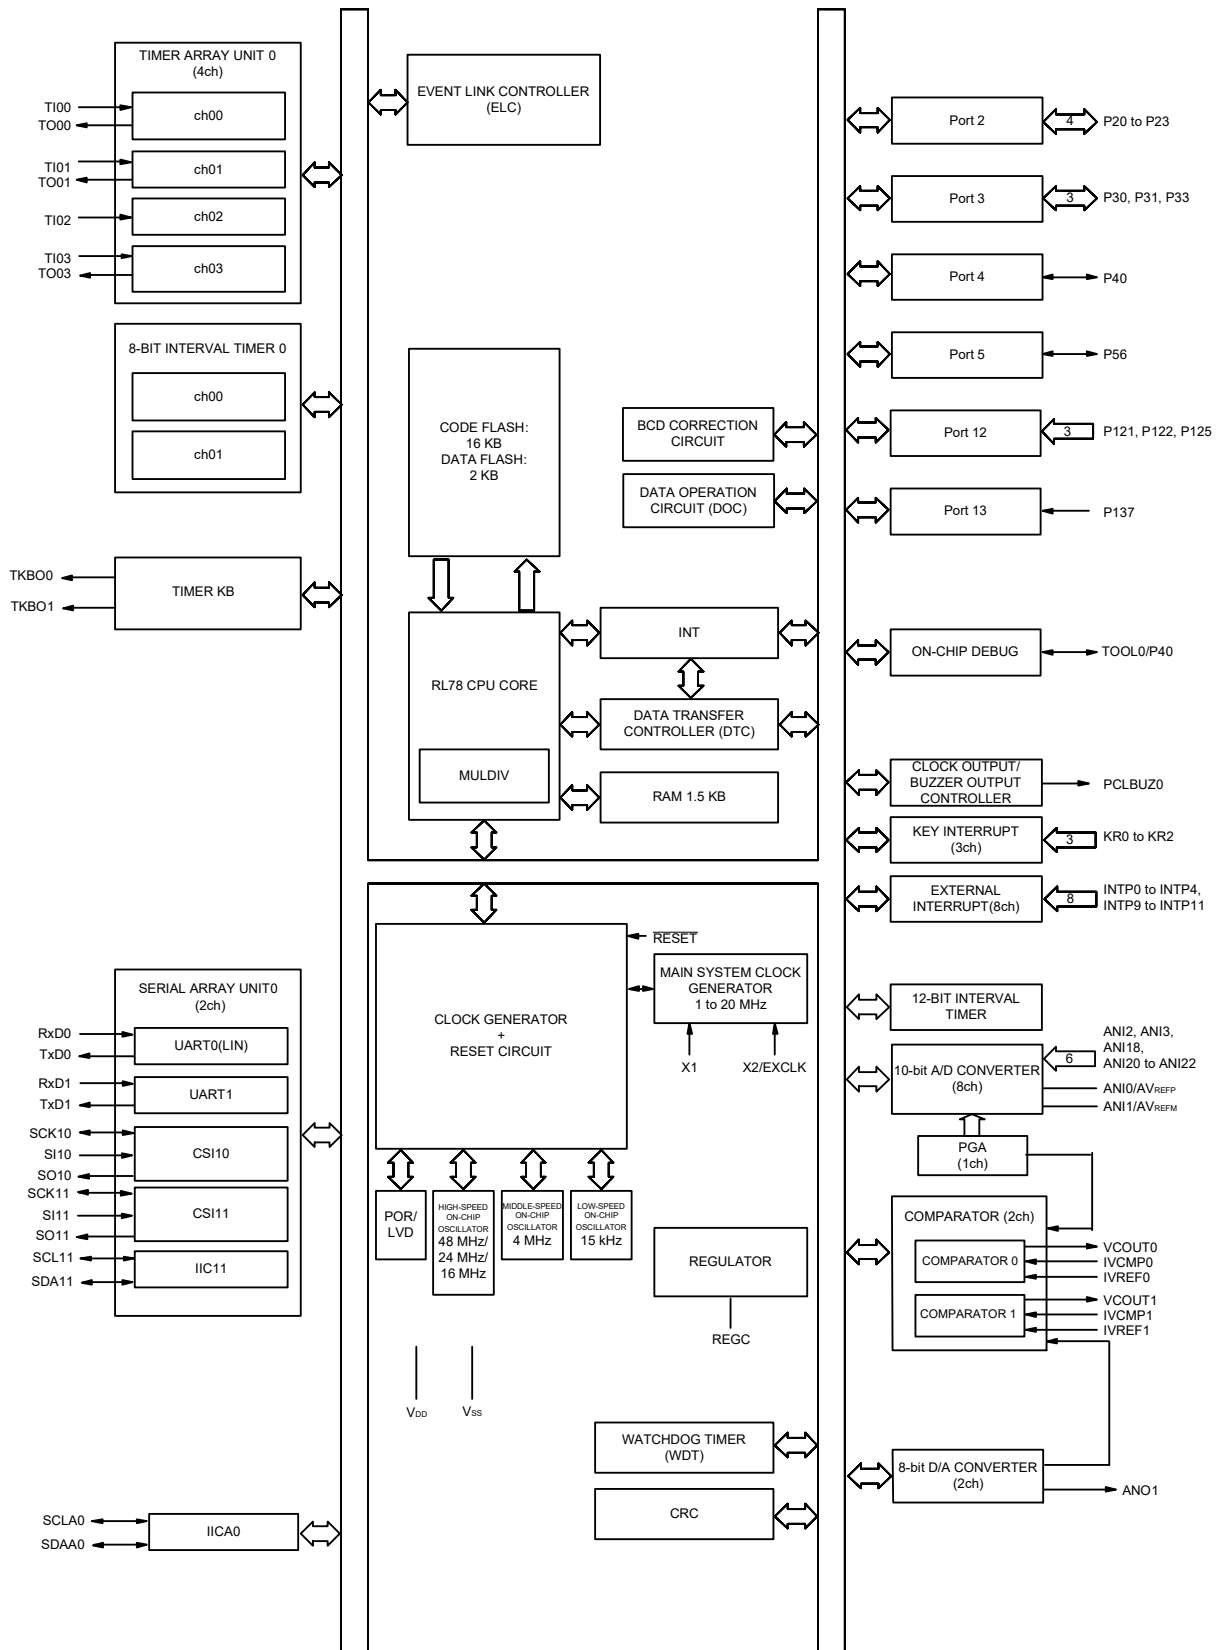 TIMER ARRAY UNIT 0
(4ch)
TI00
TO00
ch00
TI01
TO01
ch01
TI02
ch02
TI03
TO03
ch03
8-BIT INTERVAL TIMER 0
ch00
ch01
TKBO0
TKBO1
TIMER KB
SERIAL ARRAY UNIT0
(2ch)
RxD0
TxD0
UART0(LIN)
RxD1
TxD1
UART1
SCK10
SI10
SO10
CSI10
SCK11
SI11
SO11
CSI11
SCL11
SDA11
IIC11
SCLA0
SDAA0
IICA0
EVENT LINK CONTROLLER
(ELC)
CODE FLASH:
16 KB
DATA FLASH:
2 KB
BCD CORRECTION
CIRCUIT
DATA OPERATION
CIRCUIT (DOC)
RL78 CPU CORE
MULDIV
INT
DATA TRANSFER
CONTROLLER (DTC)
RAM 1.5 KB
CLOCK GENERATOR
+
RESET CIRCUIT
RESET
MAIN SYSTEM CLOCK
GENERATOR
1 to 20 MHz
X1
X2/EXCLK
POR/
LVD
HIGH-SPEED
ON-CHIP
OSCILLATOR
48 MHz/
24 MHz/
16 MHz
MIDDLE-SPEED
ON-CHIP
OSCILLATOR
4 MHz
LOW-SPEED
ON-CHIP
OSCILLATOR
15 kHz
REGULATOR
REGC
VDD
VSS
WATCHDOG TIMER
(WDT)
CRC
Port 2
4
P20 to P23
Port 3
3
P30, P31, P33
Port 4
P40
Port 5
P56
Port 12
3
P121, P122, P125
Port 13
P137
ON-CHIP DEBUG
TOOL0/P40
CLOCK OUTPUT/
BUZZER OUTPUT
CONTROLLER
PCLBUZ0
KEY INTERRUPT
(3ch)
3
KR0 to KR2
EXTERNAL
INTERRUPT(8ch)
8
INTP0 to INTP4,
INTP9 to INTP11
12-BIT INTERVAL
TIMER
10-bit A/D CONVERTER
(8ch)
6
ANI2, ANI3,
ANI18,
ANI20 to ANI22
ANI0/AVREFP
ANI1/AVREFM
PGA
(1ch)
COMPARATOR (2ch)
COMPARATOR 0
VCOUT0
IVCMP0
IVREF0
COMPARATOR 1
VCOUT1
IVCMP1
IVREF1
8-bit D/A CONVERTER
(2ch)
ANO1